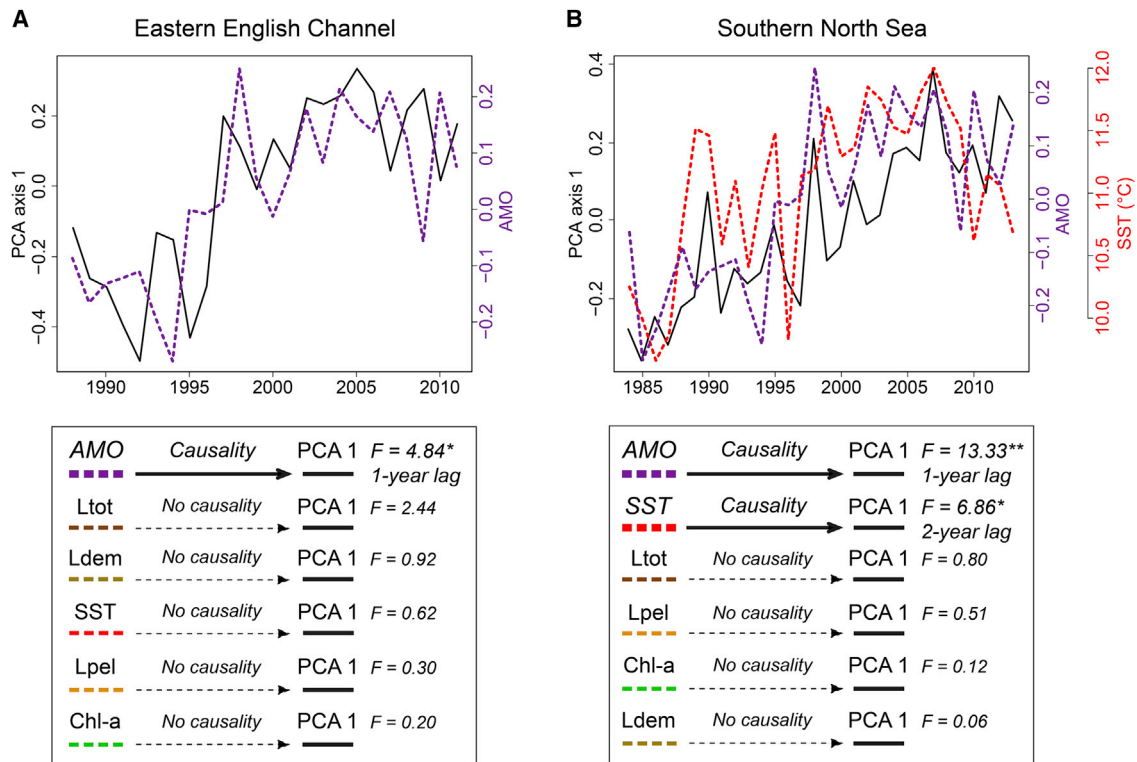 A
Eastern English Channel
PCA axis 1
0.2
0.0
−0.2
−0.4
0.2
0.1
0.0
−0.1
−0.2
AMO
1990 1995 2000 2005 2010
AMO Causality PCA 1 F = 4.84*
1-year lag
Ltot No causality PCA 1 F = 2.44
Ldem No causality PCA 1 F = 0.92
SST No causality PCA 1 F = 0.62
Lpel No causality PCA 1 F = 0.30
Chl-a No causality PCA 1 F = 0.20
B
Southern North Sea
PCA axis 1
0.4
0.2
0.0
−0.2
0.2
0.1
0.0
−0.1
−0.2
AMO
12.0
11.5
11.0
10.5
10.0
SST (°C)
1985 1990 1995 2000 2005 2010
AMO Causality PCA 1 F = 13.33**
1-year lag
SST Causality PCA 1 F = 6.86*
2-year lag
Ltot No causality PCA 1 F = 0.80
Lpel No causality PCA 1 F = 0.51
Chl-a No causality PCA 1 F = 0.12
Ldem No causality PCA 1 F = 0.06